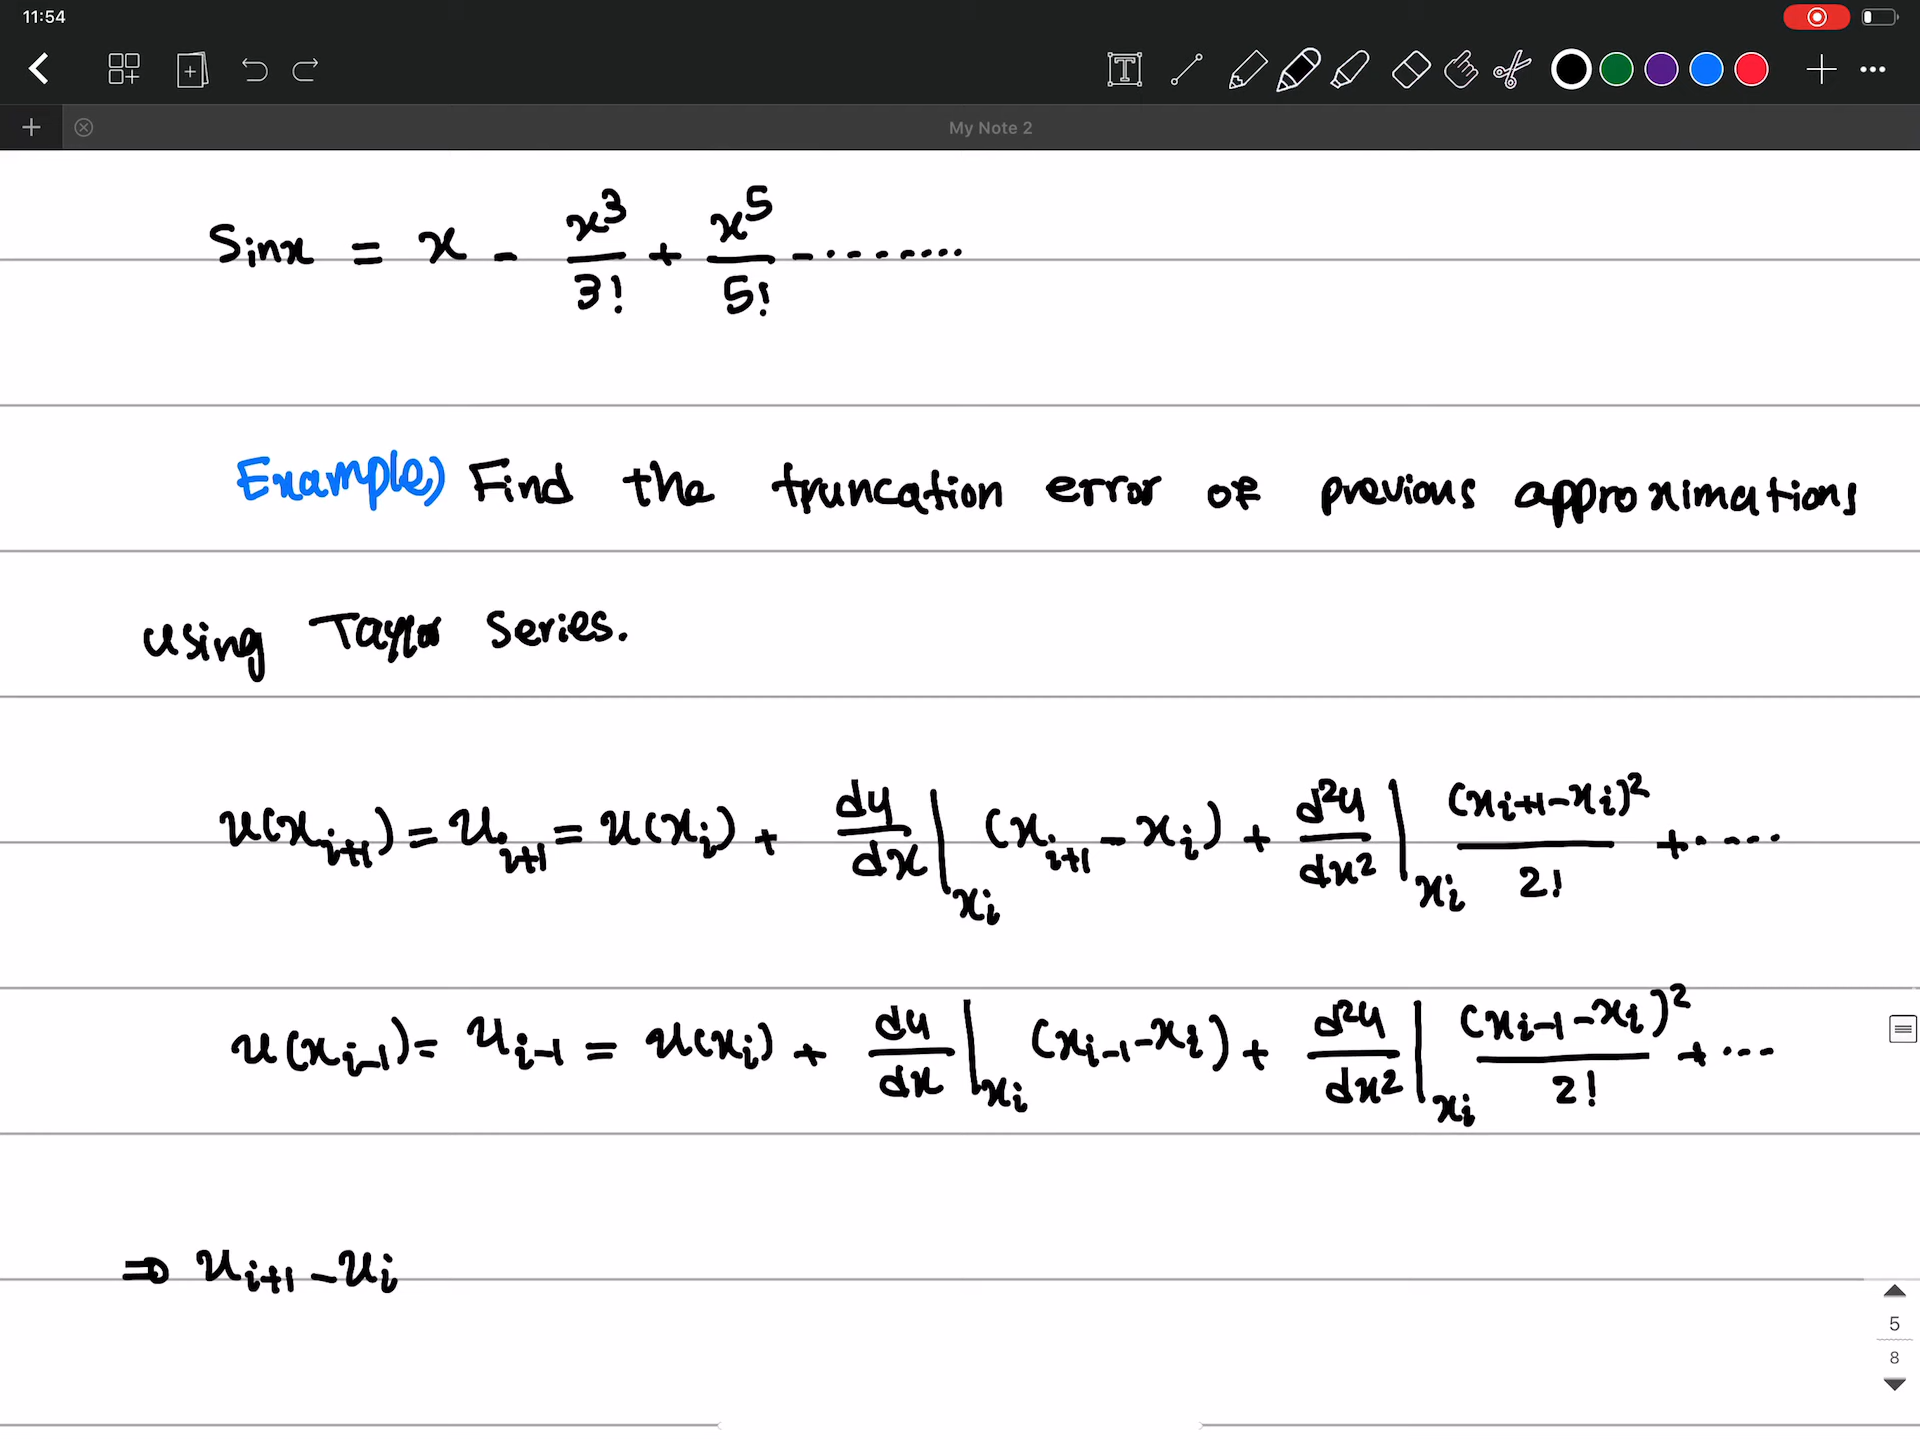 11:54
My Note 2
Sinx = x - x³/3! + x⁵/5! - .........
Example) Find the truncation error of previous approximations
using Taylor series.
u(x_{i+1}) = u_{i+1} = u(x_i) + du/dx|_{x_i} (x_{i+1} - x_i) + d²u/dx²|_{x_i} (x_{i+1} - x_i)²/2! + .....
u(x_{i-1}) = u_{i-1} = u(x_i) + du/dx|_{x_i} (x_{i-1} - x_i) + d²u/dx²|_{x_i} (x_{i-1} - x_i)²/2! + ...
⇒ u_{i+1} - u_i
5
8